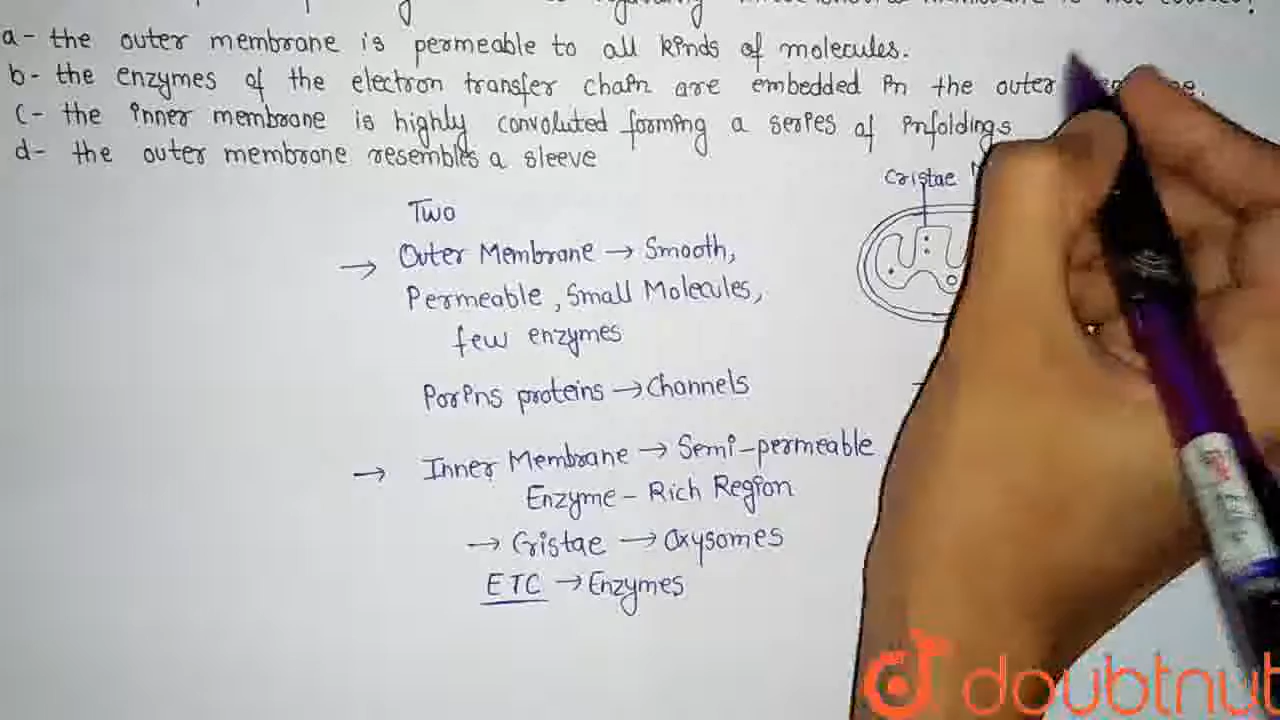 a- the outer membrane is permeable to all kinds of molecules.
b- the enzymes of the electron transfer chain are embedded in the outer
c- the inner membrane is highly convoluted forming a series of infoldings
d- the outer membrane resembles a sleeve
Cristae
Two
→ Outer Membrane → Smooth,
Permeable, Small Molecules,
few enzymes
Porins proteins → Channels
→ Inner Membrane → Semi-permeable
Enzyme-Rich Region
→ Cristae → Oxysomes
ETC → Enzymes
doubtnut